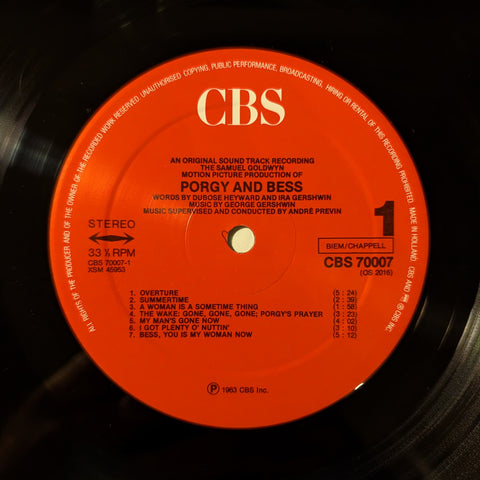 ALL RIGHTS OF THE PRODUCER AND OF THE OWNER OF THE RECORDED WORK RESERVED. UNAUTHORISED COPYING, PUBLIC PERFORMANCE, BROADCASTING, HIRING OR RENTAL OF THIS RECORDING PROHIBITED. MADE IN HOLLAND. CBS AND ARE ® CBS INC.
CBS
AN ORIGINAL SOUND TRACK RECORDING
THE SAMUEL GOLDWYN
MOTION PICTURE PRODUCTION OF
PORGY AND BESS
WORDS BY DUBOSE HEYWARD AND IRA GERSHWIN
MUSIC BY GEORGE GERSHWIN
MUSIC SUPERVISED AND CONDUCTED BY ANDRÉ PREVIN
STEREO
33 ⅓ RPM
CBS 70007-1
XSM 45953
1
BIEM/CHAPPELL
CBS 70007
(OS 2016)
1. OVERTURE (5 : 24)
2. SUMMERTIME (2 : 39)
3. A WOMAN IS A SOMETIME THING (1 : 58)
4. THE WAKE: GONE, GONE, GONE; PORGY'S PRAYER (3 : 23)
5. MY MAN'S GONE NOW (4 : 02)
6. I GOT PLENTY O' NUTTIN' (3 : 10)
7. BESS, YOU IS MY WOMAN NOW (5 : 12)
Ⓟ 1963 CBS Inc.